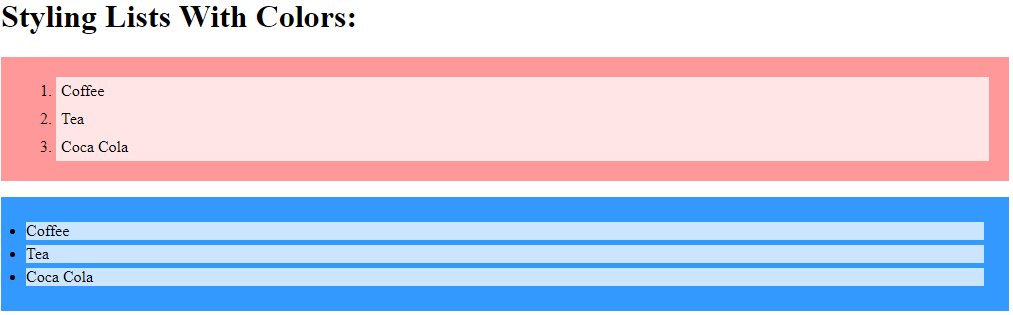 Styling Lists With Colors:
1. Coffee
2. Tea
3. Coca Cola
• Coffee
• Tea
• Coca Cola